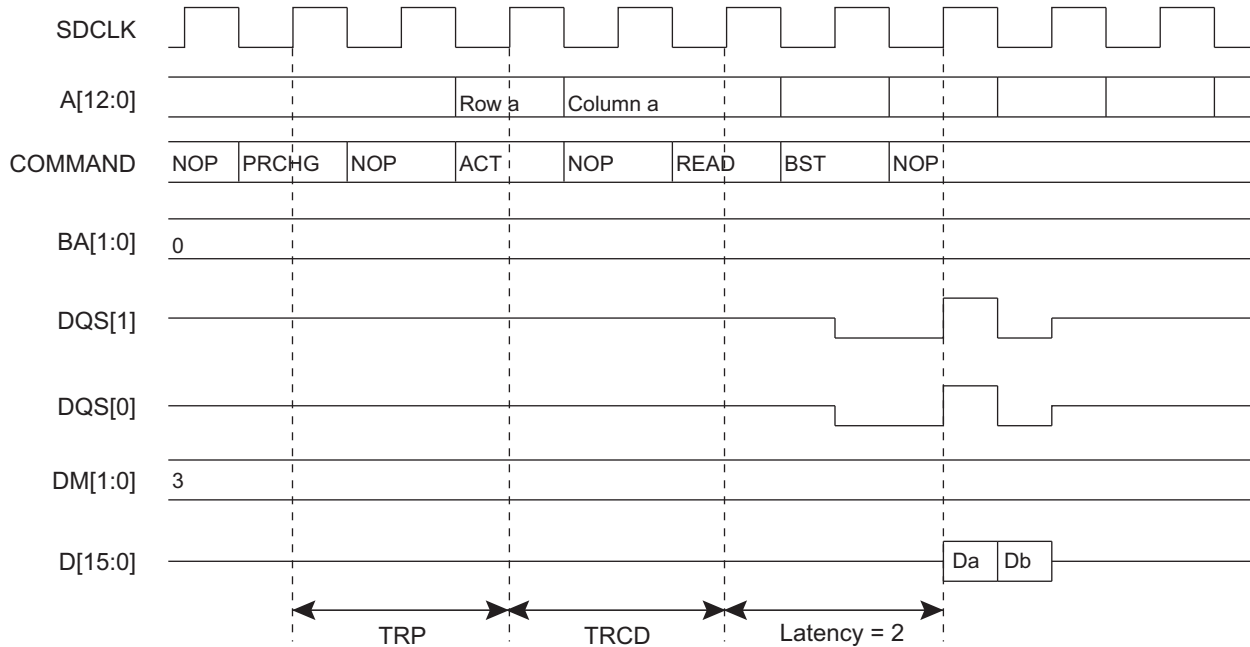 SDCLK
A[12:0]
Row a
Column a
COMMAND
NOP
PRCHG
NOP
ACT
NOP
READ
BST
NOP
BA[1:0]
0
DQS[1]
DQS[0]
DM[1:0]
3
D[15:0]
Da
Db
TRP
TRCD
Latency = 2